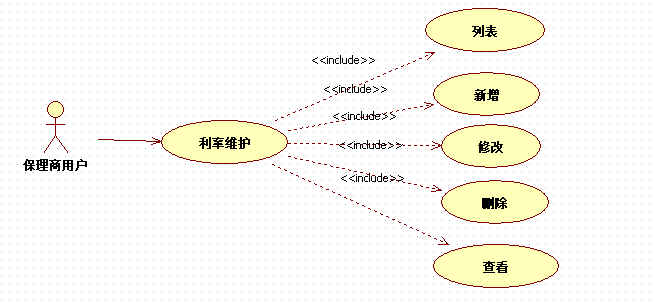 列表
<<include>>
<<include>>
新增
<<include>>
保理商用户
利率维护
<<include>>
修改
<<include>>
删除
查看